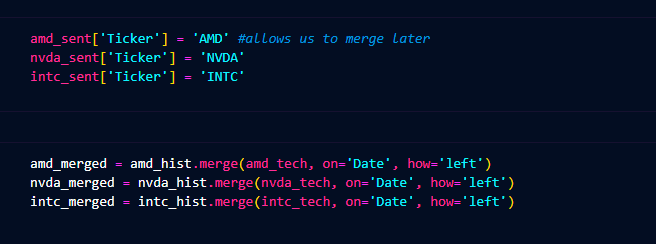 amd_sent['Ticker'] = 'AMD' #allows us to merge later
nvda_sent['Ticker'] = 'NVDA'
intc_sent['Ticker'] = 'INTC'
amd_merged = amd_hist.merge(amd_tech, on='Date', how='left')
nvda_merged = nvda_hist.merge(nvda_tech, on='Date', how='left')
intc_merged = intc_hist.merge(intc_tech, on='Date', how='left')